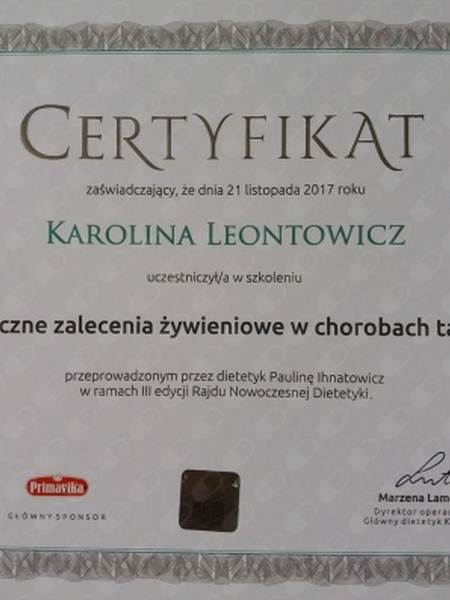 CERTYFIKAT
zaświadczający, że dnia 21 listopada 2017 roku
KAROLINA LEONTOWICZ
uczestniczył/a w szkoleniu
czne zalecenia żywieniowe w chorobach ta
przeprowadzonym przez dietetyk Paulinę Ihnatowicz
w ramach III edycji Rajdu Nowoczesnej Dietetyki.
Primavika
GŁÓWNY SPONSOR
Marzena Lam
Dyrektor opera
Główny dietetyk K